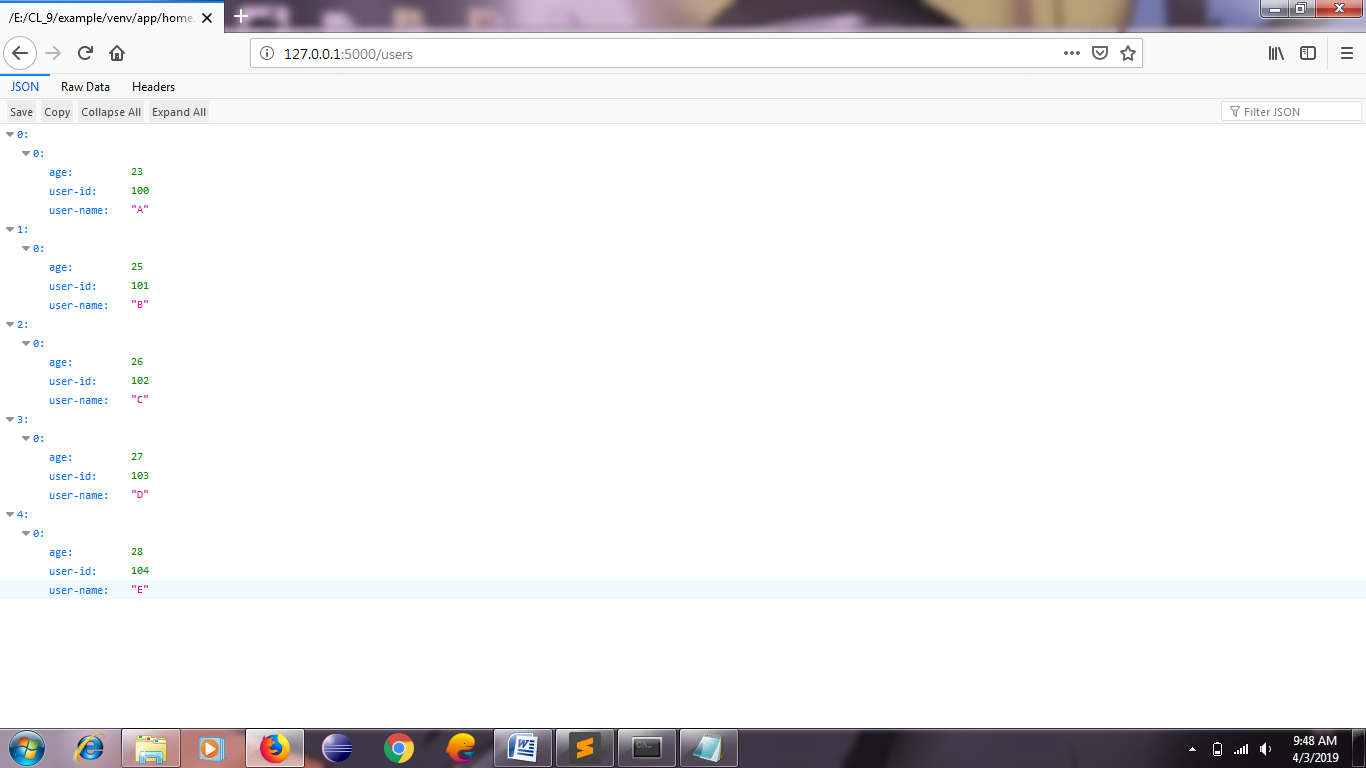 /E:/CL_9/example/venv/app/home.
127.0.0.1:5000/users
JSON Raw Data Headers
Save Copy Collapse All Expand All Filter JSON
0:
0:
age: 23
user-id: 100
user-name: "A"
1:
0:
age: 25
user-id: 101
user-name: "B"
2:
0:
age: 26
user-id: 102
user-name: "C"
3:
0:
age: 27
user-id: 103
user-name: "D"
4:
0:
age: 28
user-id: 104
user-name: "E"
9:48 AM
4/3/2019